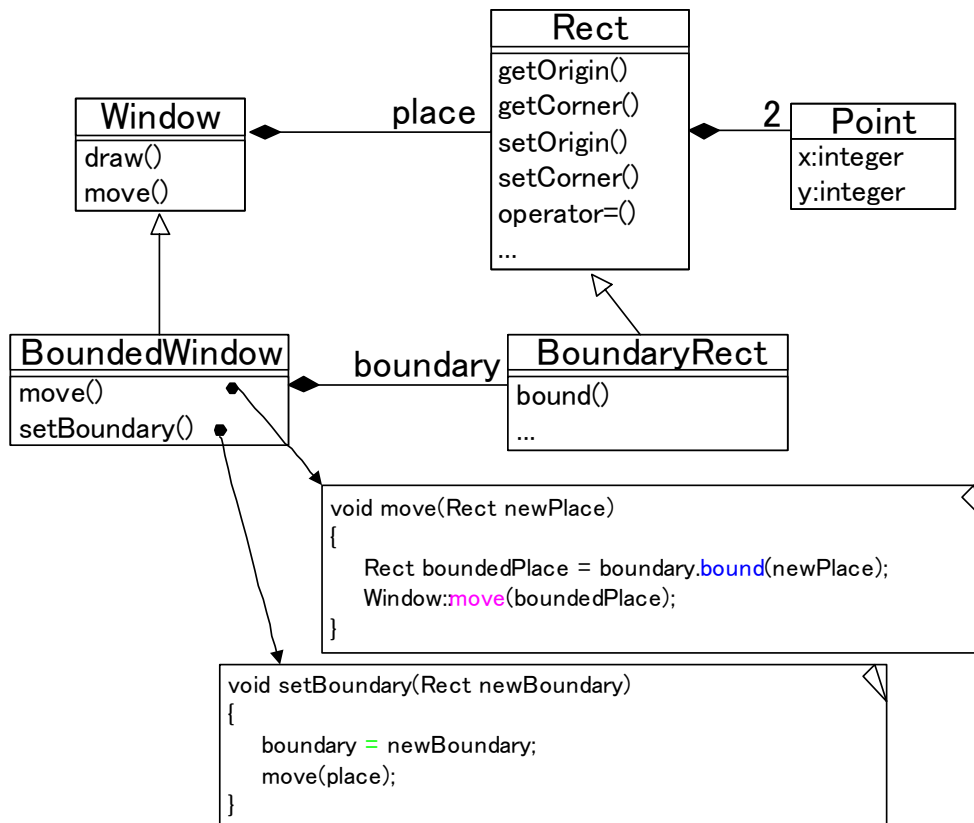 Rect
getOrigin()
getCorner()
setOrigin()
setCorner()
operator=()
...
Window
draw()
move()
place
2
Point
x:integer
y:integer
BoundedWindow
move()
setBoundary()
boundary
BoundaryRect
bound()
...
void move(Rect newPlace)
{
Rect boundedPlace = boundary.bound(newPlace);
Window::move(boundedPlace);
}
void setBoundary(Rect newBoundary)
{
boundary = newBoundary;
move(place);
}